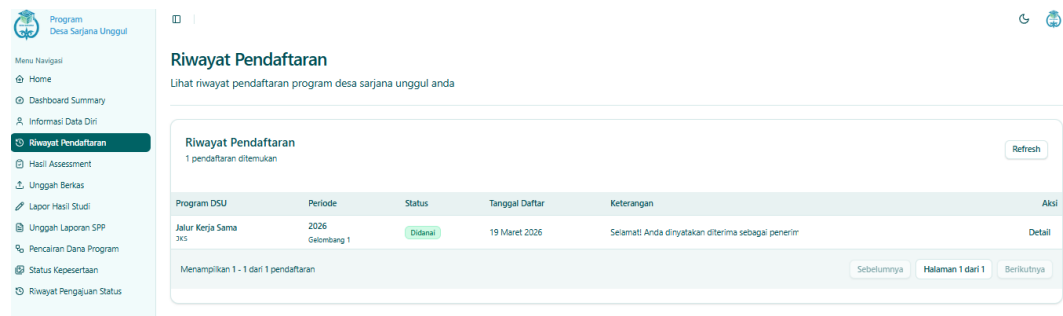 Program
Desa Sarjana Unggul
Menu Navigasi
Home
Dashboard Summary
Informasi Data Diri
Riwayat Pendaftaran
Hasil Assessment
Unggah Berkas
Lapor Hasil Studi
Unggah Laporan SPP
Pencairan Dana Program
Status Kepesertaan
Riwayat Pengajuan Status
Riwayat Pendaftaran
Lihat riwayat pendaftaran program desa sarjana unggul anda
Riwayat Pendaftaran
1 pendaftaran ditemukan
Refresh
Program DSU Periode Status Tanggal Daftar Keterangan Aksi
Jalur Kerja Sama 2026 Didanai 19 Maret 2026 Selamat! Anda dinyatakan diterima sebagai penerim Detail
JKS Gelombang 1
Menampilkan 1 - 1 dari 1 pendaftaran Sebelumnya Halaman 1 dari 1 Berikutnya